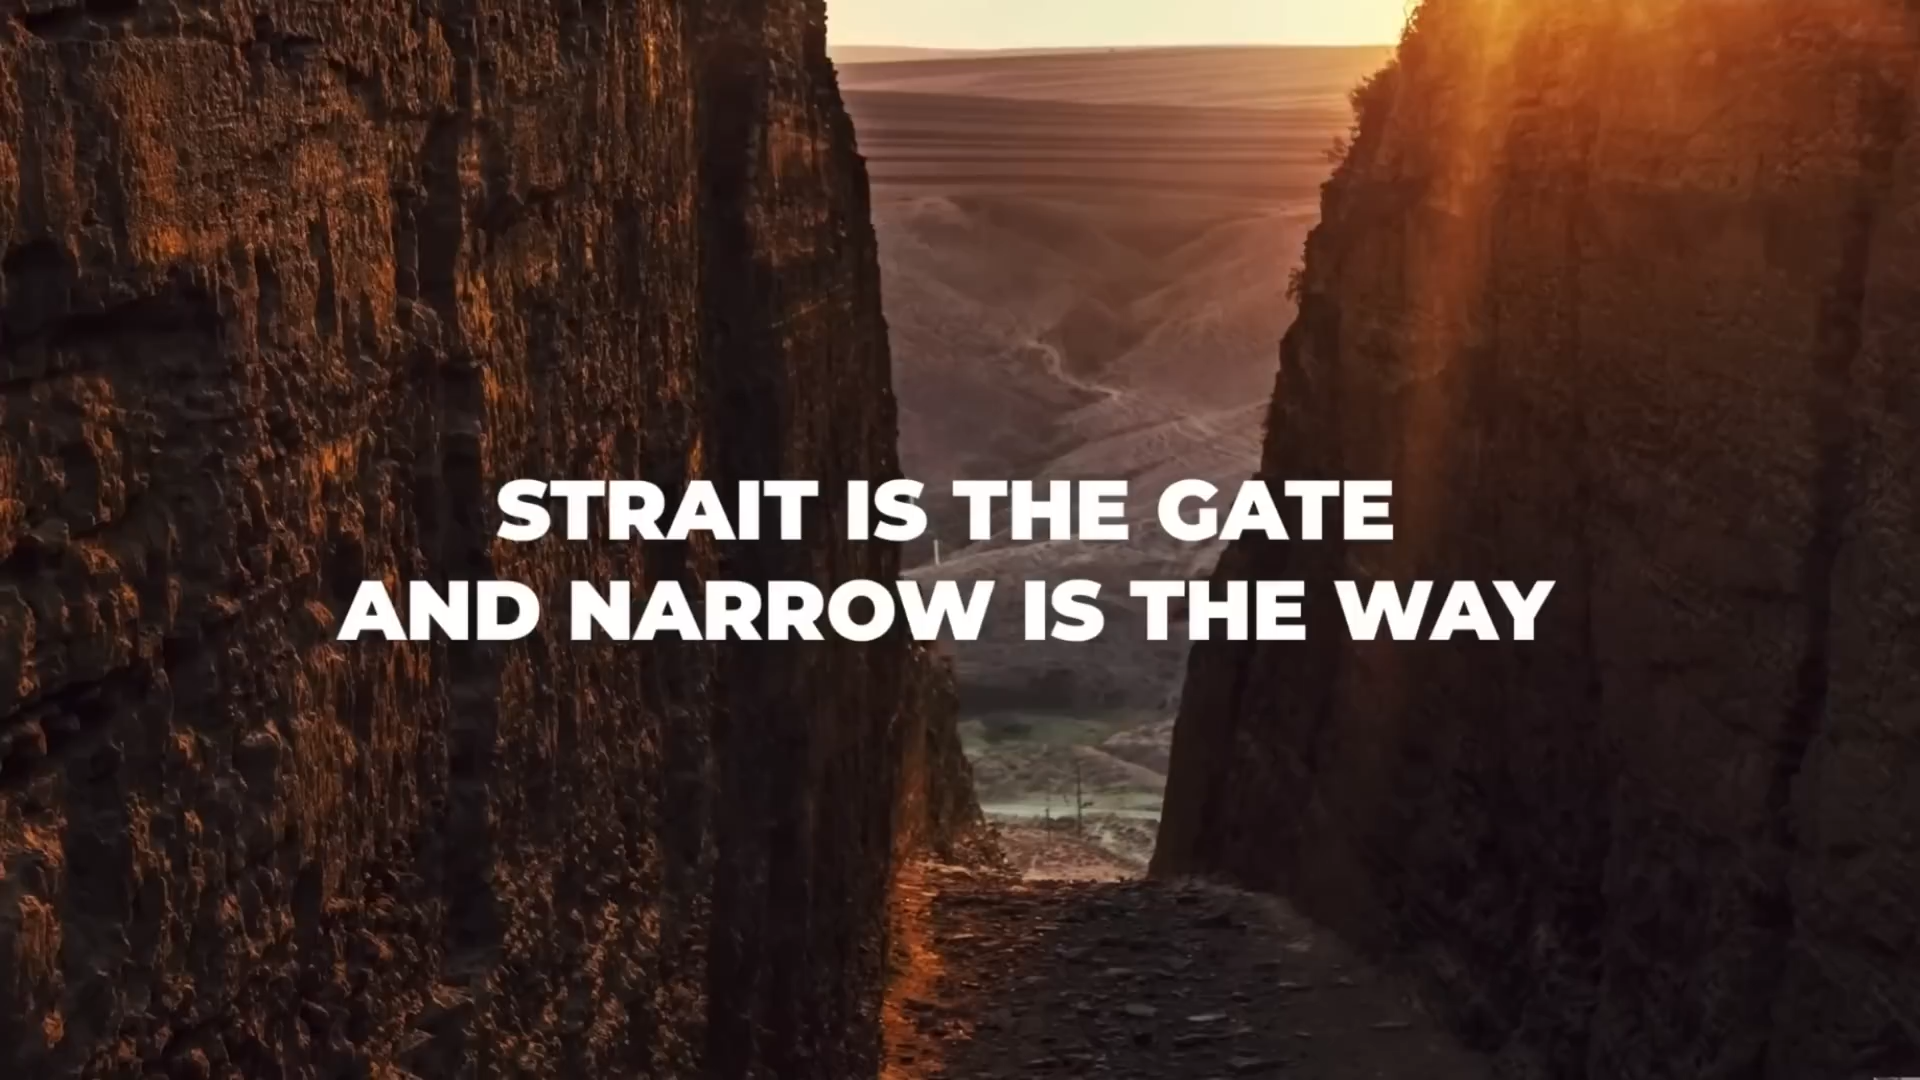 STRAIT IS THE GATE
AND NARROW IS THE WAY